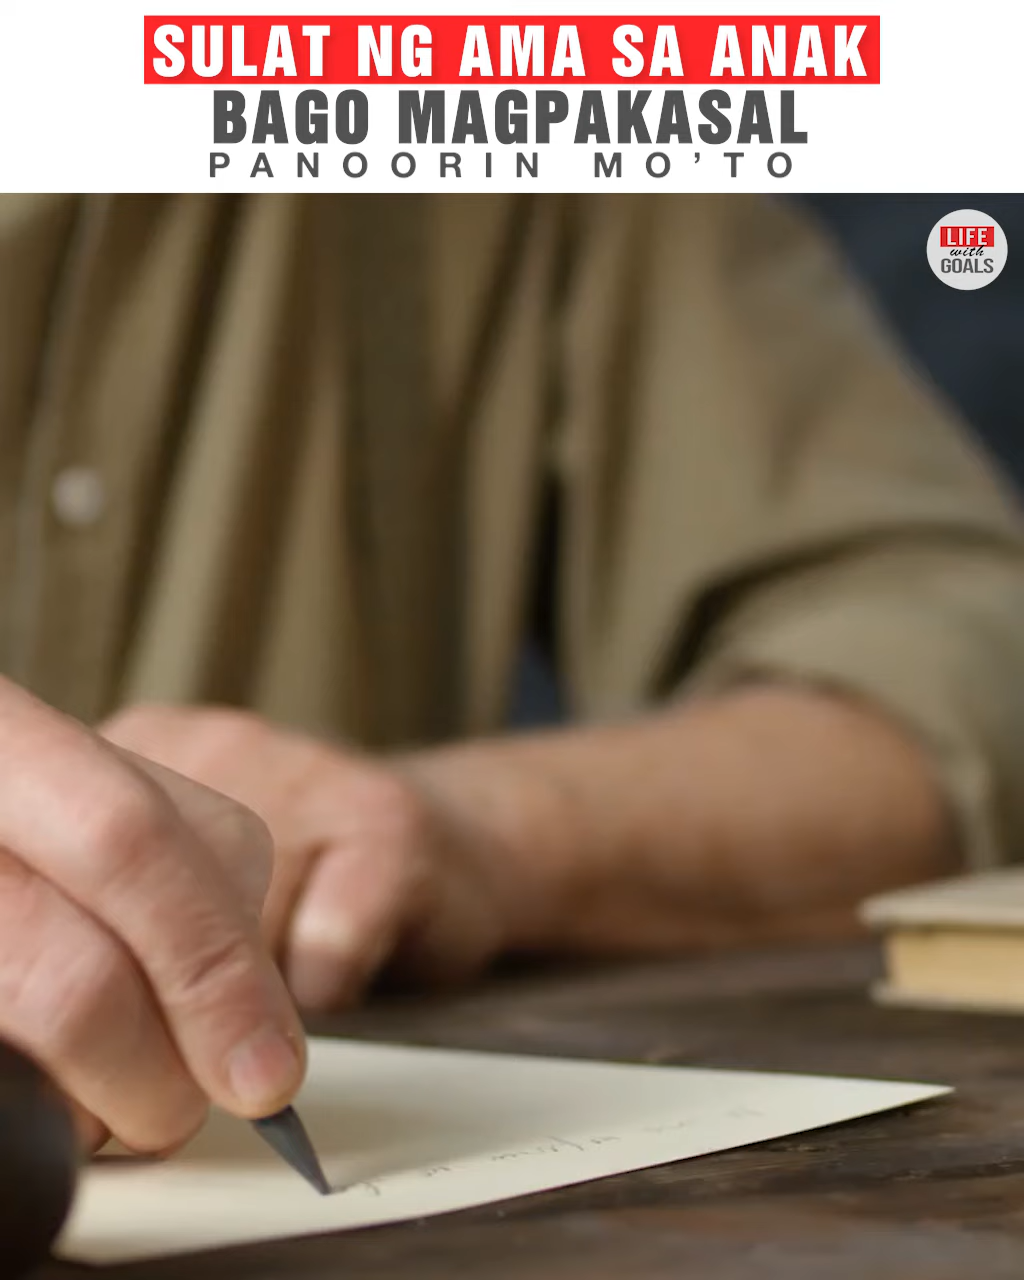 SULAT NG AMA SA ANAK
BAGO MAGPAKASAL
PANOORIN MO'TO
LIFE
with
GOALS